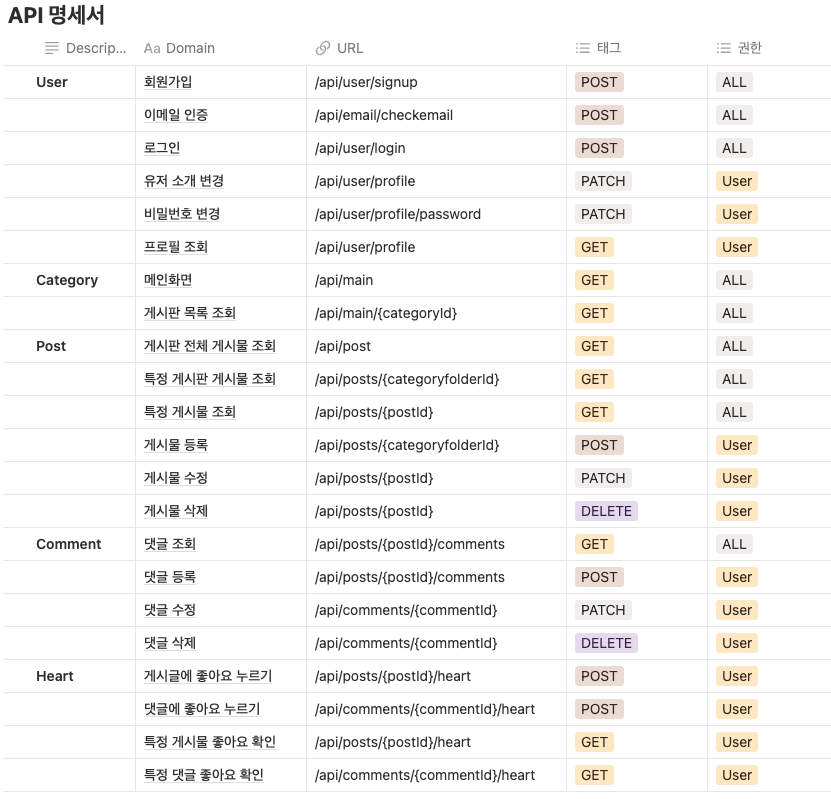 API 명세서
Descrip... Aa Domain URL 태그 권한
User 회원가입 /api/user/signup POST ALL
이메일 인증 /api/email/checkemail POST ALL
로그인 /api/user/login POST ALL
유저 소개 변경 /api/user/profile PATCH User
비밀번호 변경 /api/user/profile/password PATCH User
프로필 조회 /api/user/profile GET User
Category 메인화면 /api/main GET ALL
게시판 목록 조회 /api/main/{categoryId} GET ALL
Post 게시판 전체 게시물 조회 /api/post GET ALL
특정 게시판 게시물 조회 /api/posts/{categoryfolderId} GET ALL
특정 게시물 조회 /api/posts/{postId} GET ALL
게시물 등록 /api/posts/{categoryfolderId} POST User
게시물 수정 /api/posts/{postId} PATCH User
게시물 삭제 /api/posts/{postId} DELETE User
Comment 댓글 조회 /api/posts/{postId}/comments GET ALL
댓글 등록 /api/posts/{postId}/comments POST User
댓글 수정 /api/comments/{commentId} PATCH User
댓글 삭제 /api/comments/{commentId} DELETE User
Heart 게시글에 좋아요 누르기 /api/posts/{postId}/heart POST User
댓글에 좋아요 누르기 /api/comments/{commentId}/heart POST User
특정 게시물 좋아요 확인 /api/posts/{postId}/heart GET User
특정 댓글 좋아요 확인 /api/comments/{commentId}/heart GET User